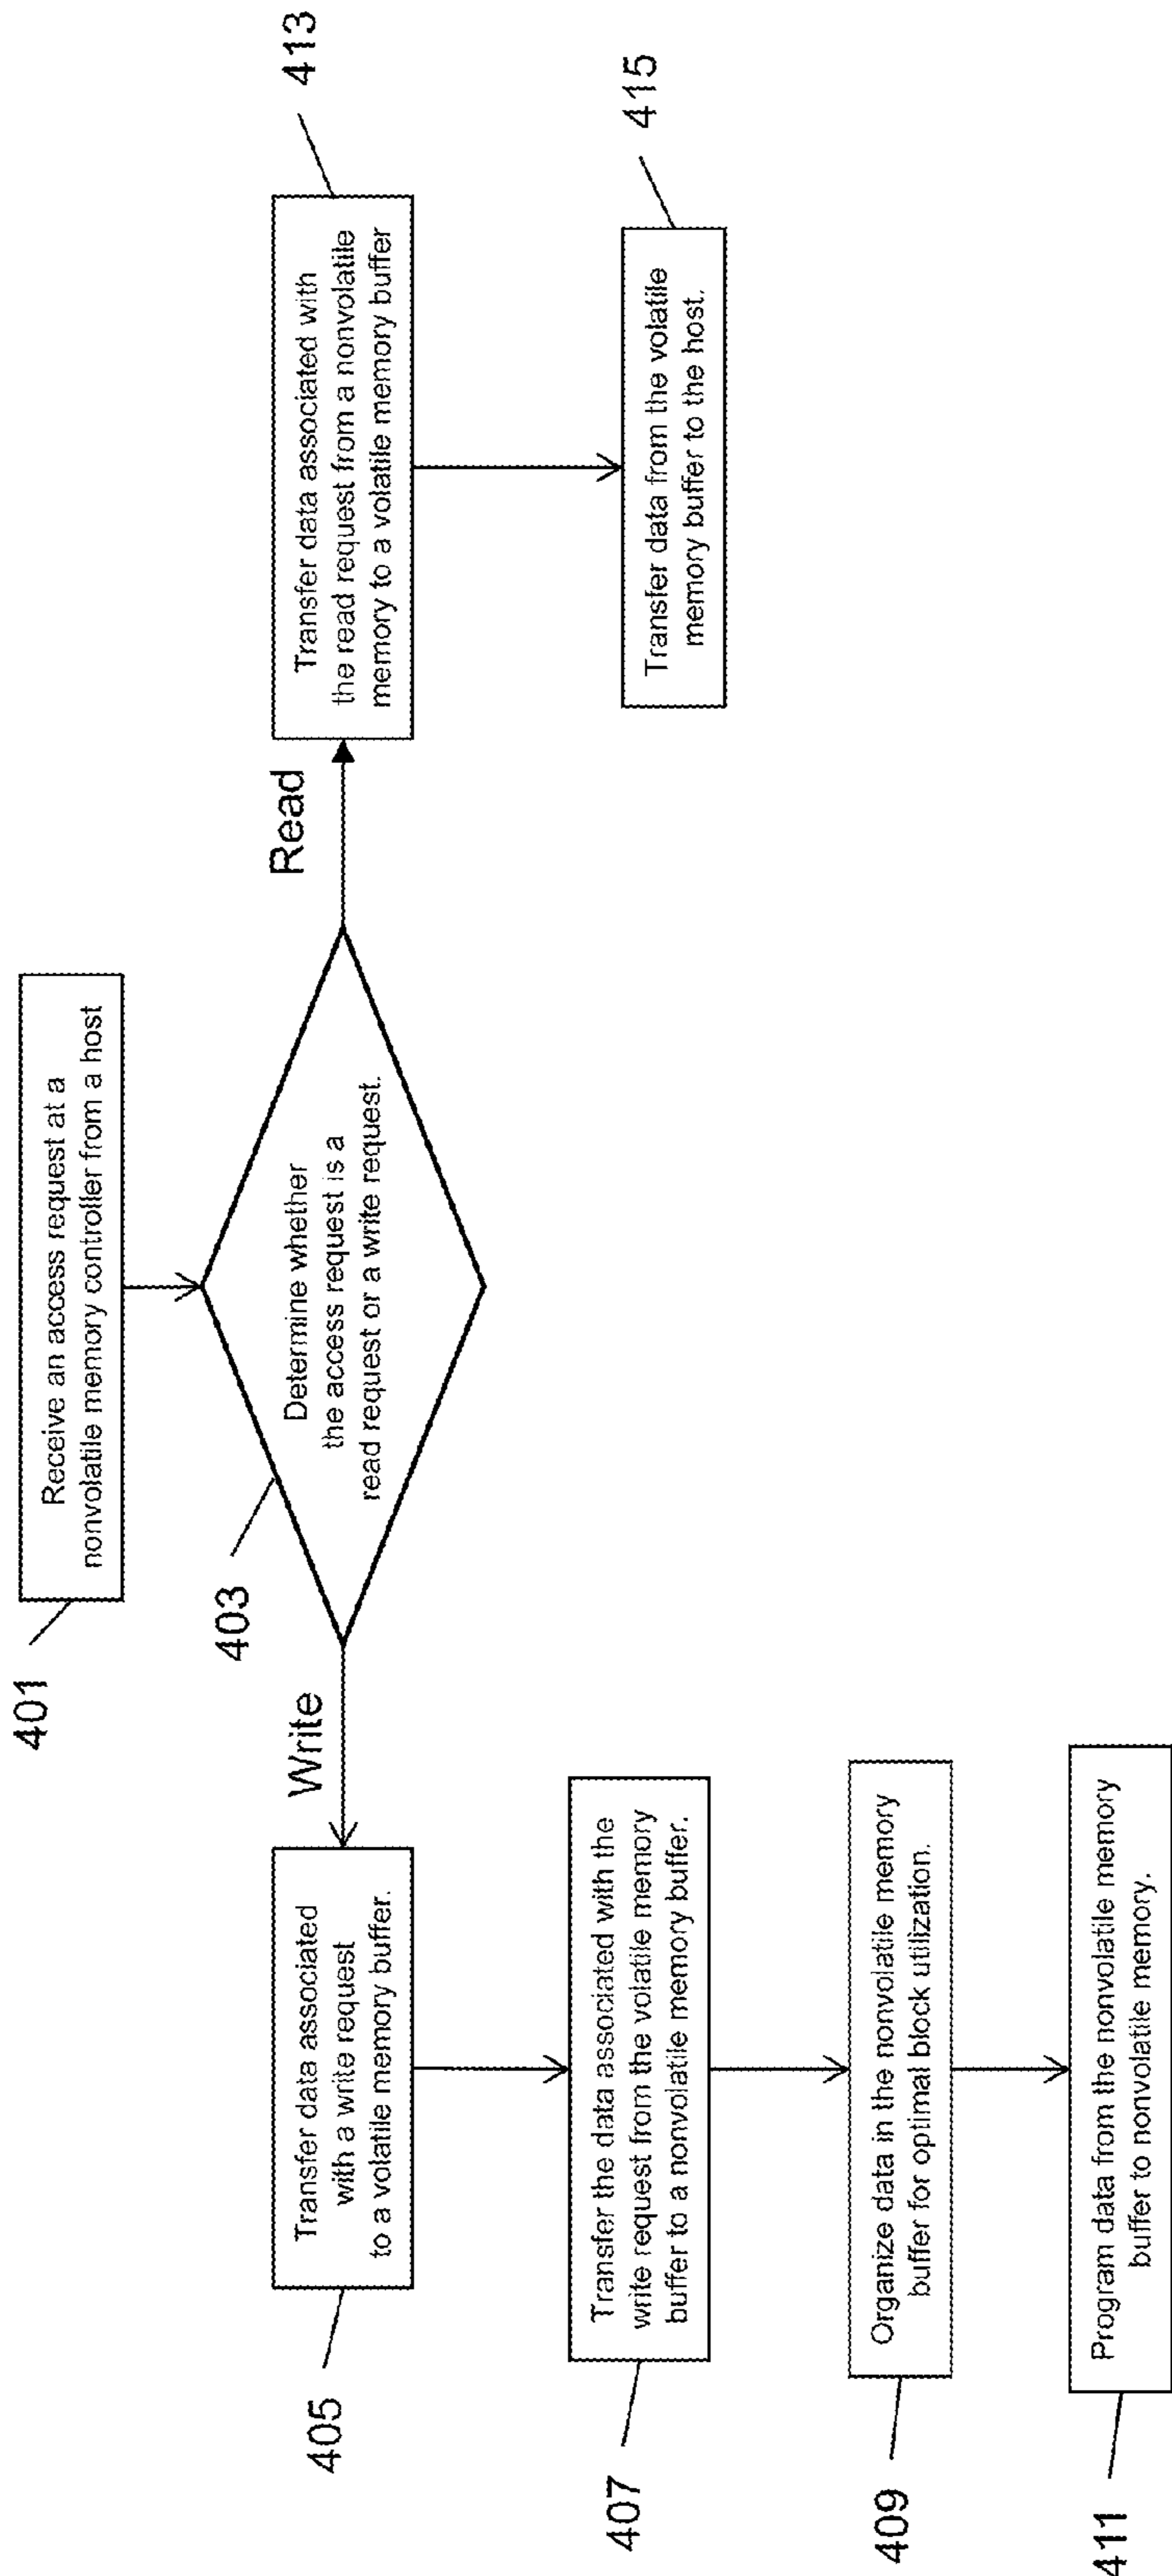 401
Receive an access request at a
nonvolatile memory controller from a host
403
Determine whether
the access request is a
read request or a write request.
Write
Read
405
Transfer data associated
with a write request
to a volatile memory buffer.
413
Transfer data associated with
the read request from a nonvolatile
memory to a volatile memory buffer
407
Transfer the data associated with the
write request from the volatile memory
buffer to a nonvolatile memory buffer.
415
Transfer data from the volatile
memory buffer to the host.
409
Organize data in the nonvolatile memory
buffer for optimal block utilization.
411
Program data from the nonvolatile memory
buffer to nonvolatile memory.